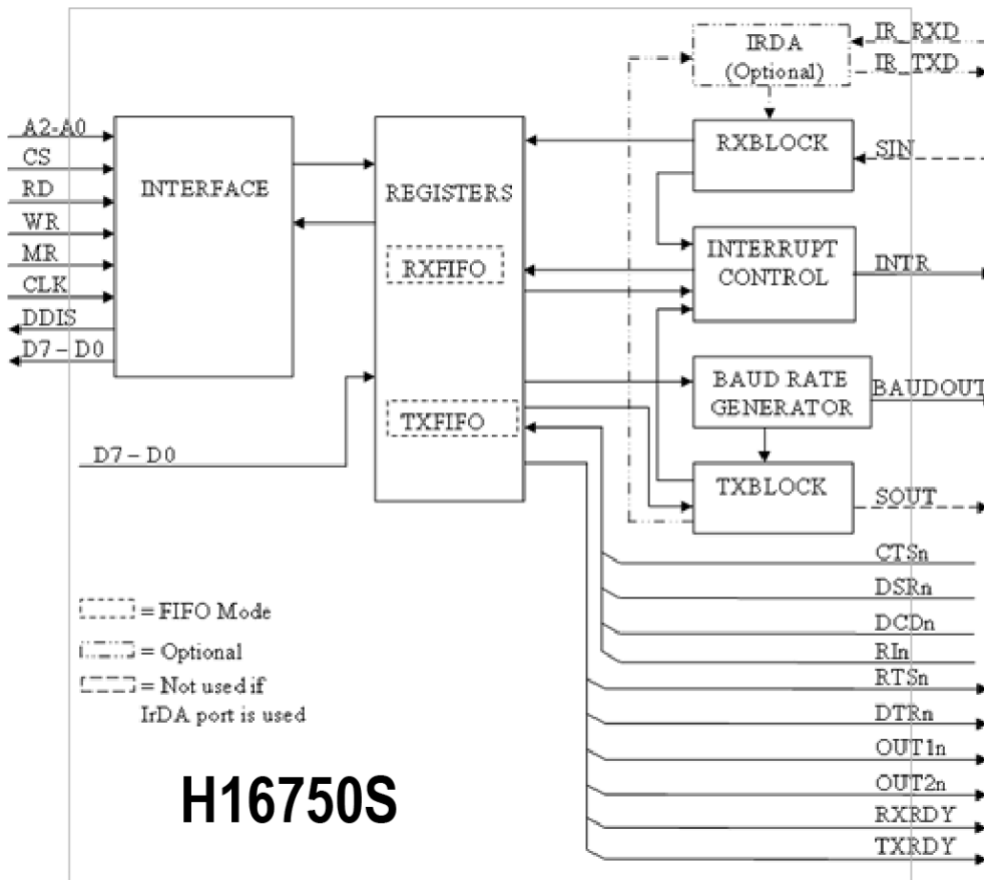 A2-A0
CS
RD
WR
MR
CLK
DDIS
D7 – D0
INTERFACE
D7 – D0
REGISTERS
RXFIFO
TXFIFO
IRDA
(Optional)
IR_RXD
IR_TXD
RXBLOCK
SIN
INTERRUPT
CONTROL
INTR
BAUD RATE
GENERATOR
BAUDOUT
TXBLOCK
SOUT
CTSn
DSRn
DCDn
RIn
RTSn
DTRn
OUT1n
OUT2n
RXRDY
TXRDY
= FIFO Mode
= Optional
= Not used if
IrDA port is used
H16750S